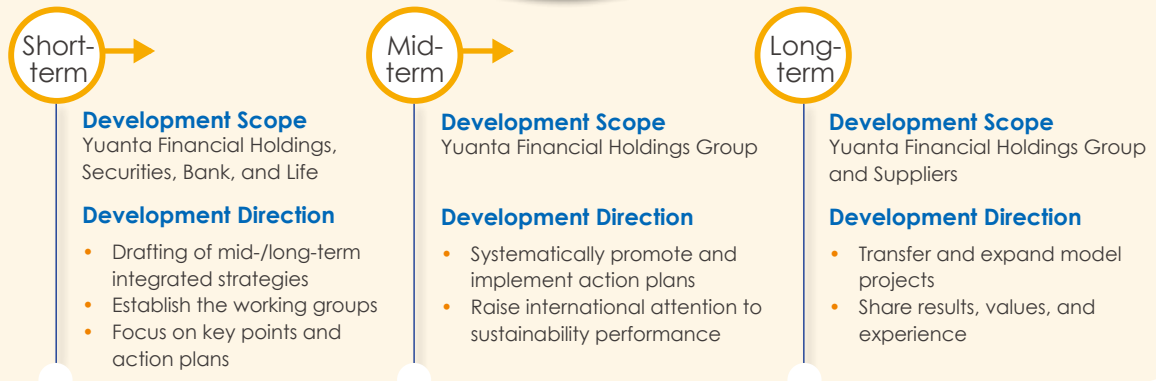 Short-
term
Development Scope
Yuanta Financial Holdings,
Securities, Bank, and Life
Development Direction
• Drafting of mid-/long-term
integrated strategies
• Establish the working groups
• Focus on key points and
action plans
Mid-
term
Development Scope
Yuanta Financial Holdings Group
Development Direction
• Systematically promote and
implement action plans
• Raise international attention to
sustainability performance
Long-
term
Development Scope
Yuanta Financial Holdings Group
and Suppliers
Development Direction
• Transfer and expand model
projects
• Share results, values, and
experience